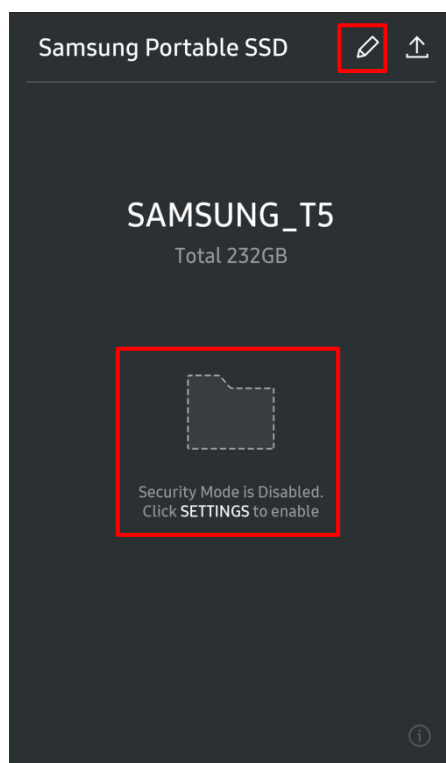 Samsung Portable SSD
SAMSUNG_T5
Total 232GB
Security Mode is Disabled.
Click SETTINGS to enable